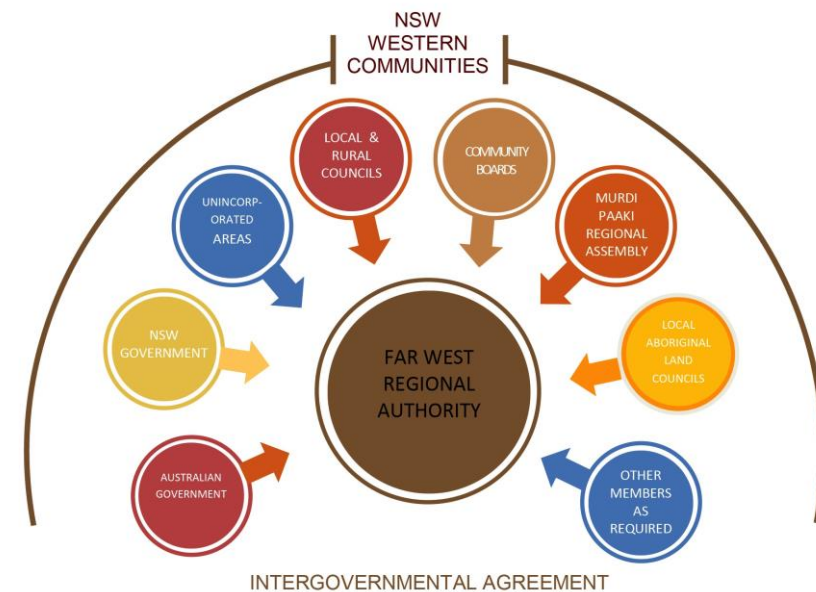 NSW
WESTERN
COMMUNITIES
LOCAL &
RURAL
COUNCILS
COMMUNITY
BOARDS
UNINCORP-
ORATED
AREAS
MURDI
PAAKI
REGIONAL
ASSEMBLY
NSW
GOVERNMENT
FAR WEST
REGIONAL
AUTHORITY
LOCAL
ABORIGINAL
LAND
COUNCILS
AUSTRALIAN
GOVERNMENT
OTHER
MEMBERS
AS
REQUIRED
INTERGOVERNMENTAL AGREEMENT